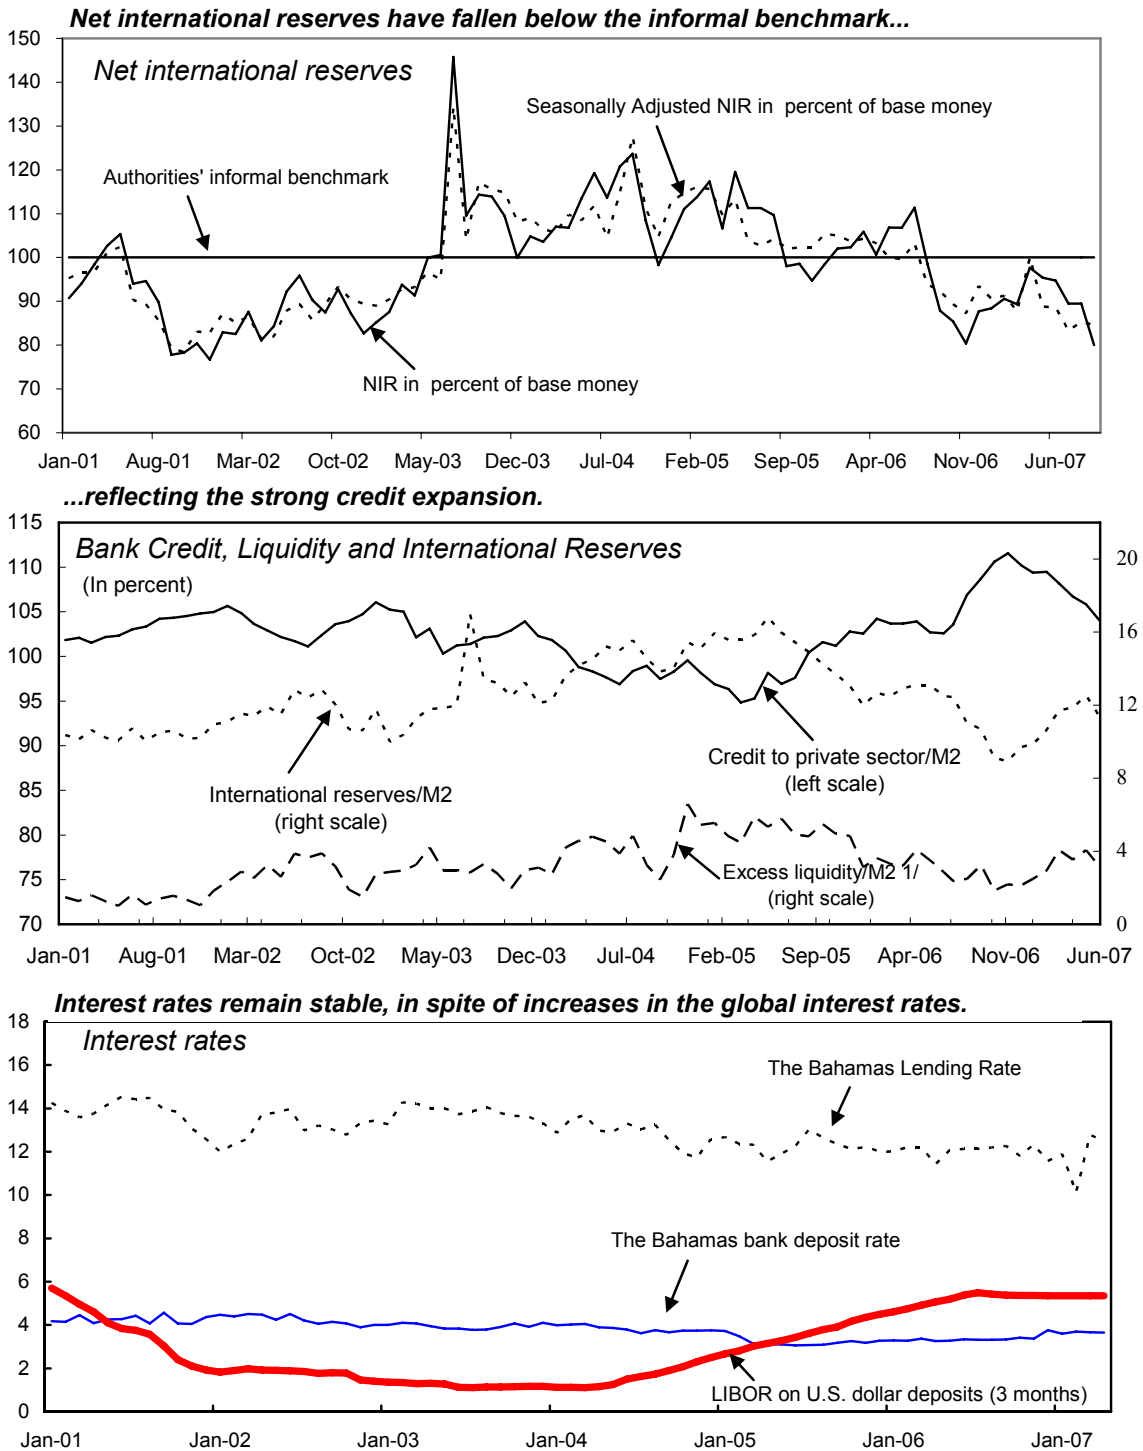 Net international reserves have fallen below the informal benchmark...
150
140
130
120
110
100
90
80
70
60
Net international reserves
Seasonally Adjusted NIR in percent of base money
Authorities' informal benchmark
NIR in percent of base money
Jan-01 Aug-01 Mar-02 Oct-02 May-03 Dec-03 Jul-04 Feb-05 Sep-05 Apr-06 Nov-06 Jun-07
...reflecting the strong credit expansion.
115
110
105
100
95
90
85
80
75
70
Bank Credit, Liquidity and International Reserves
(In percent)
20
16
12
8
4
0
Credit to private sector/M2
(left scale)
International reserves/M2
(right scale)
Excess liquidity/M2 1/
(right scale)
Jan-01 Aug-01 Mar-02 Oct-02 May-03 Dec-03 Jul-04 Feb-05 Sep-05 Apr-06 Nov-06 Jun-07
Interest rates remain stable, in spite of increases in the global interest rates.
18
16
14
12
10
8
6
4
2
0
Interest rates
The Bahamas Lending Rate
The Bahamas bank deposit rate
LIBOR on U.S. dollar deposits (3 months)
Jan-01 Jan-02 Jan-03 Jan-04 Jan-05 Jan-06 Jan-07